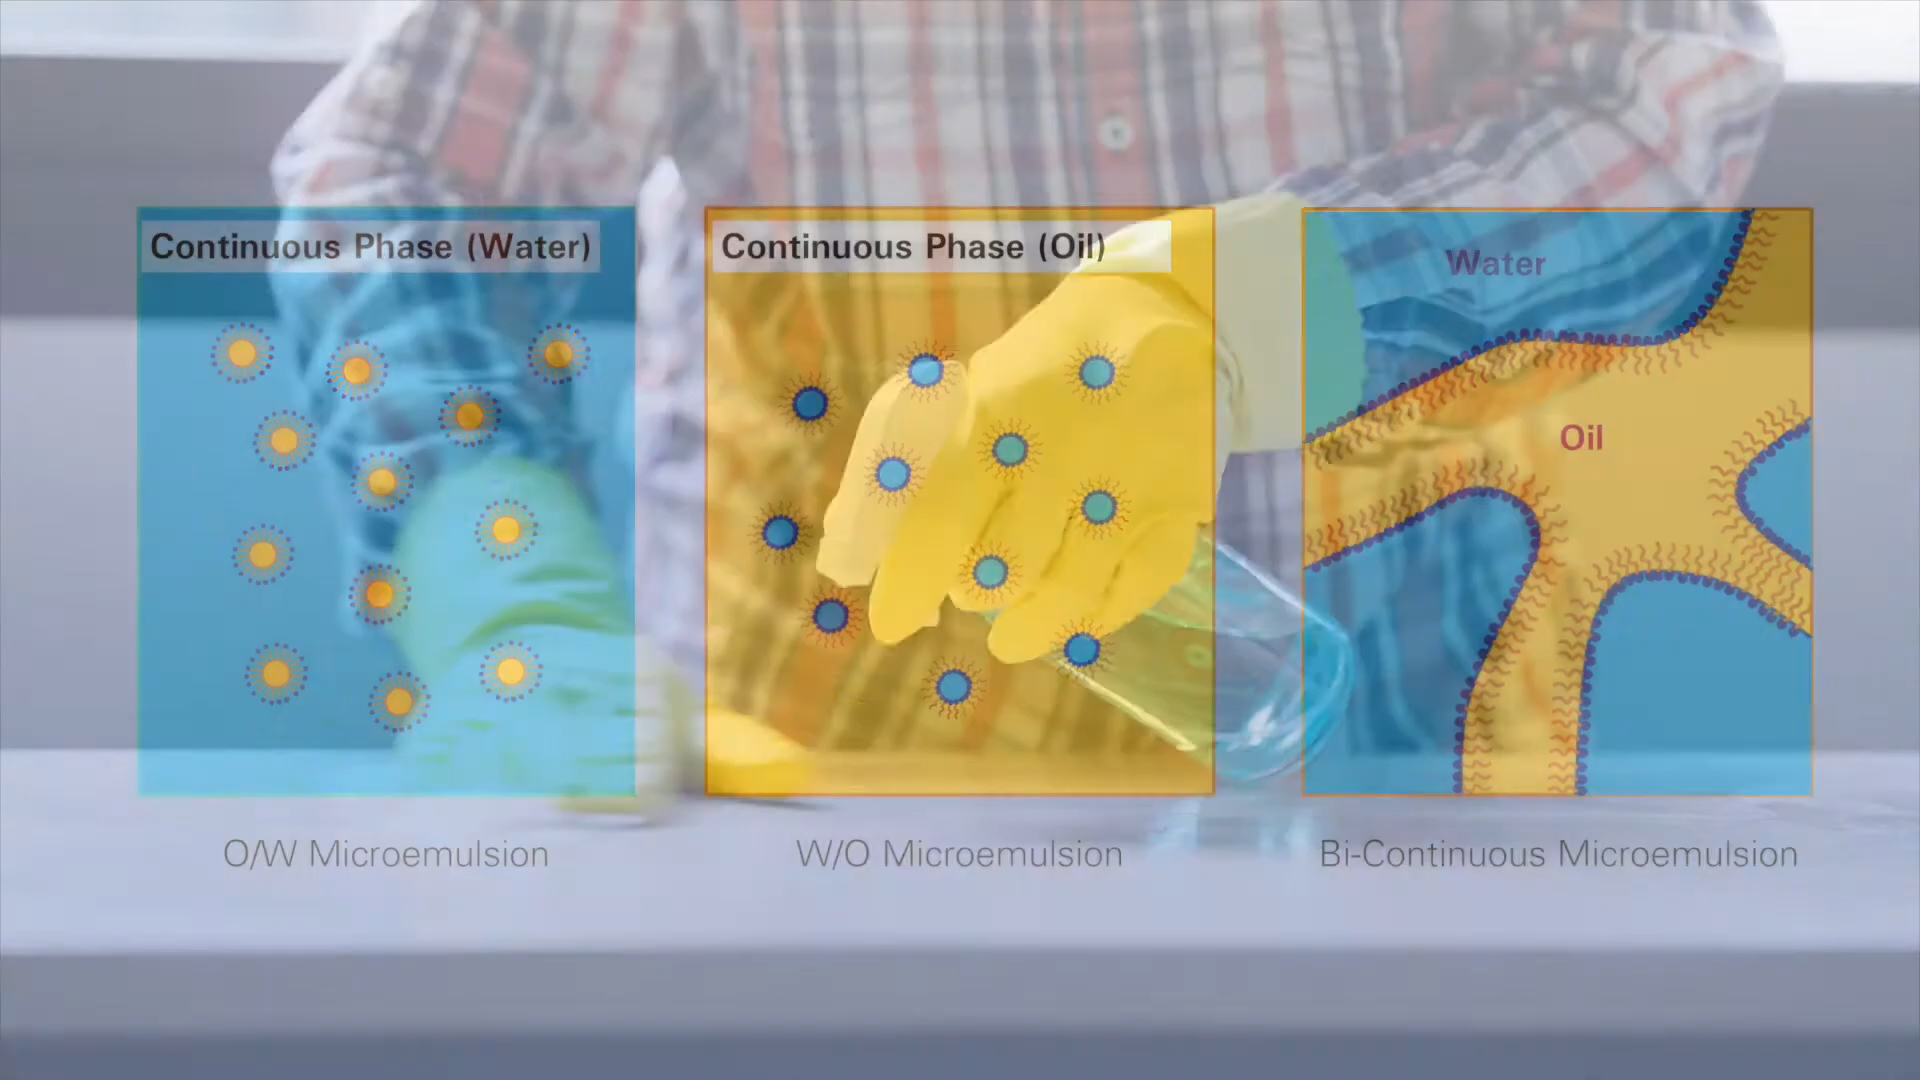 Continuous Phase (Water)
Continuous Phase (Oil)
Water
Oil
O/W Microemulsion
W/O Microemulsion
Bi-Continuous Microemulsion